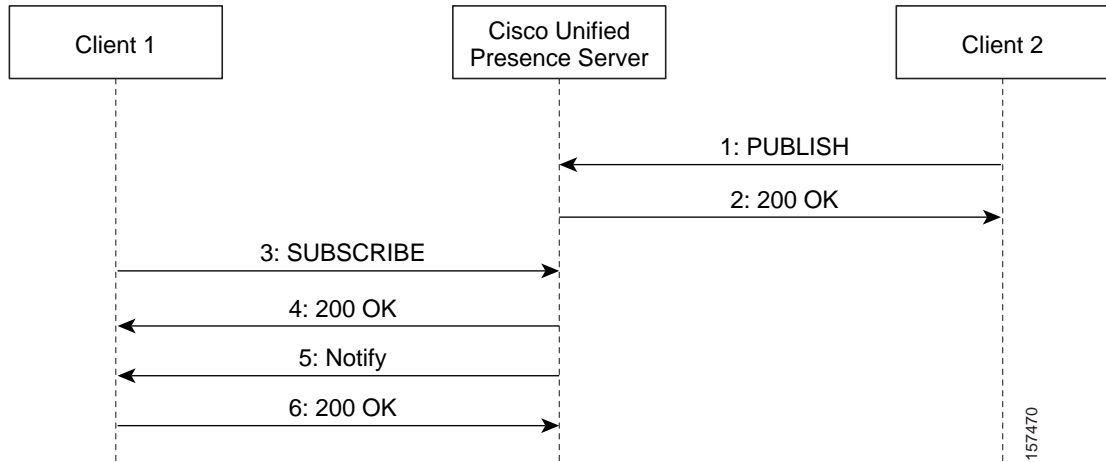 Client 1
Cisco Unified
Presence Server
Client 2
1: PUBLISH
2: 200 OK
3: SUBSCRIBE
4: 200 OK
5: Notify
6: 200 OK
157470